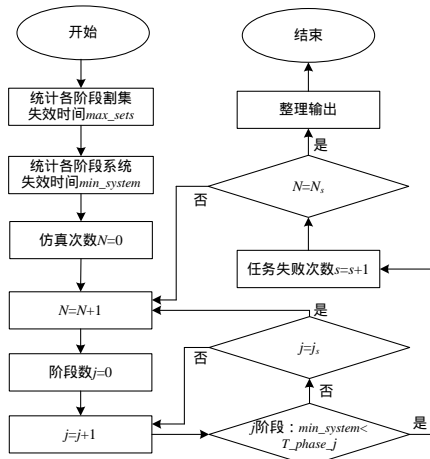 开始
统计各阶段割集
失效时间max_sets
统计各阶段系统
失效时间min_system
仿真次数N=0
N=N+1
阶段数j=0
j=j+1
结束
整理输出
是
N=Ns
否
任务失败次数s=s+1
是
j=js
否
否
j阶段：min_system<
T_phase_j
是